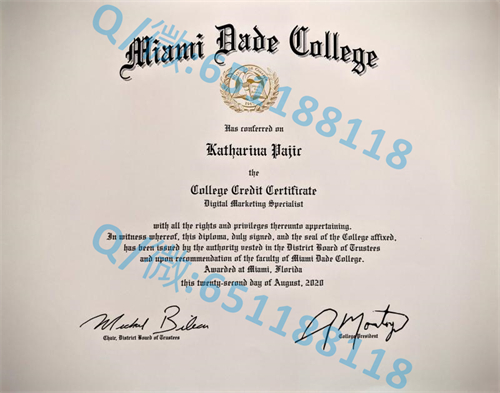 Miami Dade College
Has conferred on
Katharina Pajic
the
College Credit Certificate
Digital Marketing Specialist
with all the rights and privileges thereunto appertaining.
In witness whereof, this diploma, duly signed, and the seal of the College affixed,
has been issued by the authority vested in the District Board of Trustees
and upon recommendation of the faculty of Miami Dade College.
Awarded at Miami, Florida
this twenty-second day of August, 2020
Chair, District Board of Trustees
College President
Q/微:651188118
Q/微:651188118